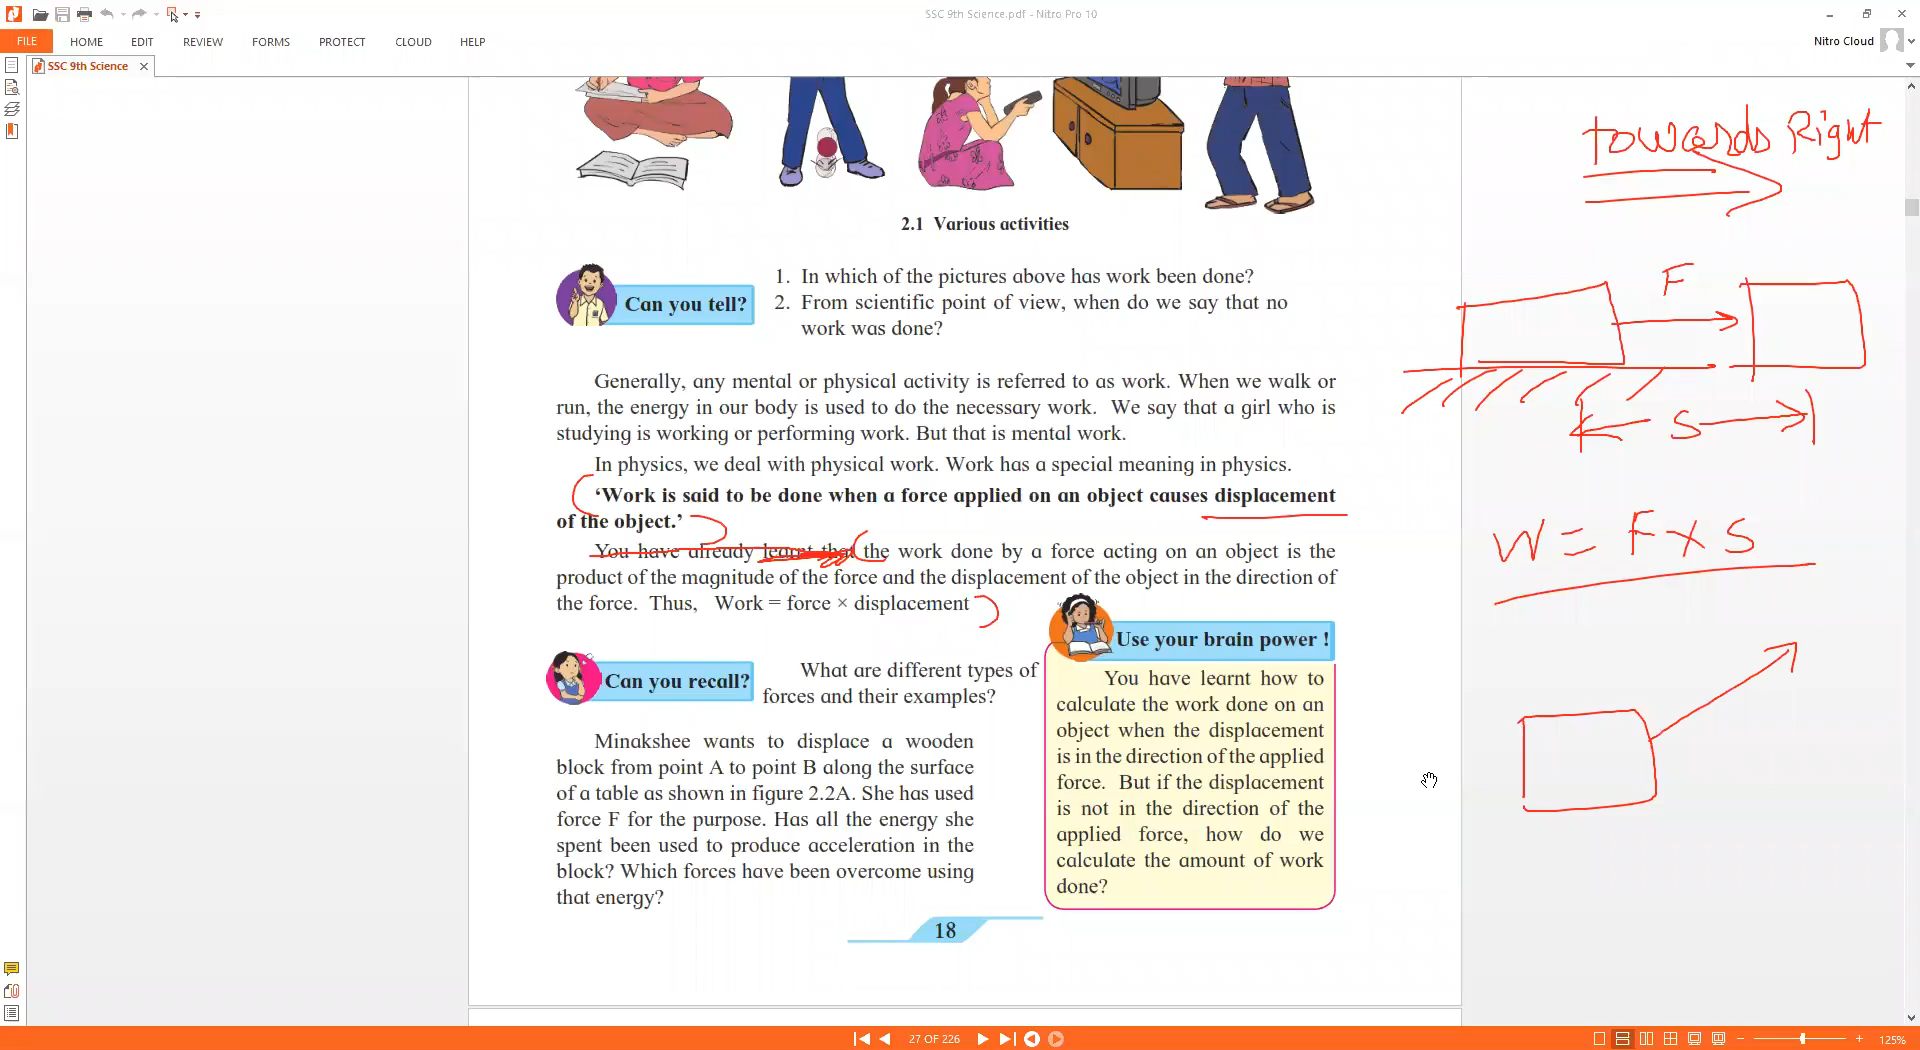 SSC 9th Science.pdf - Nitro Pro 10
FILE HOME EDIT REVIEW FORMS PROTECT CLOUD HELP
Nitro Cloud
SSC 9th Science
towards Right
2.1 Various activities
Can you tell?
1. In which of the pictures above has work been done?
2. From scientific point of view, when do we say that no
work was done?
F
S
Generally, any mental or physical activity is referred to as work. When we walk or
run, the energy in our body is used to do the necessary work. We say that a girl who is
studying is working or performing work. But that is mental work.
In physics, we deal with physical work. Work has a special meaning in physics.
‘Work is said to be done when a force applied on an object causes displacement
of the object.’
You have already learnt that the work done by a force acting on an object is the
product of the magnitude of the force and the displacement of the object in the direction of
the force. Thus, Work = force × displacement
W = F x S
Can you recall?
What are different types of
forces and their examples?
Minakshee wants to displace a wooden
block from point A to point B along the surface
of a table as shown in figure 2.2A. She has used
force F for the purpose. Has all the energy she
spent been used to produce acceleration in the
block? Which forces have been overcome using
that energy?
Use your brain power !
You have learnt how to
calculate the work done on an
object when the displacement
is in the direction of the applied
force. But if the displacement
is not in the direction of the
applied force, how do we
calculate the amount of work
done?
18
27 OF 226
125%